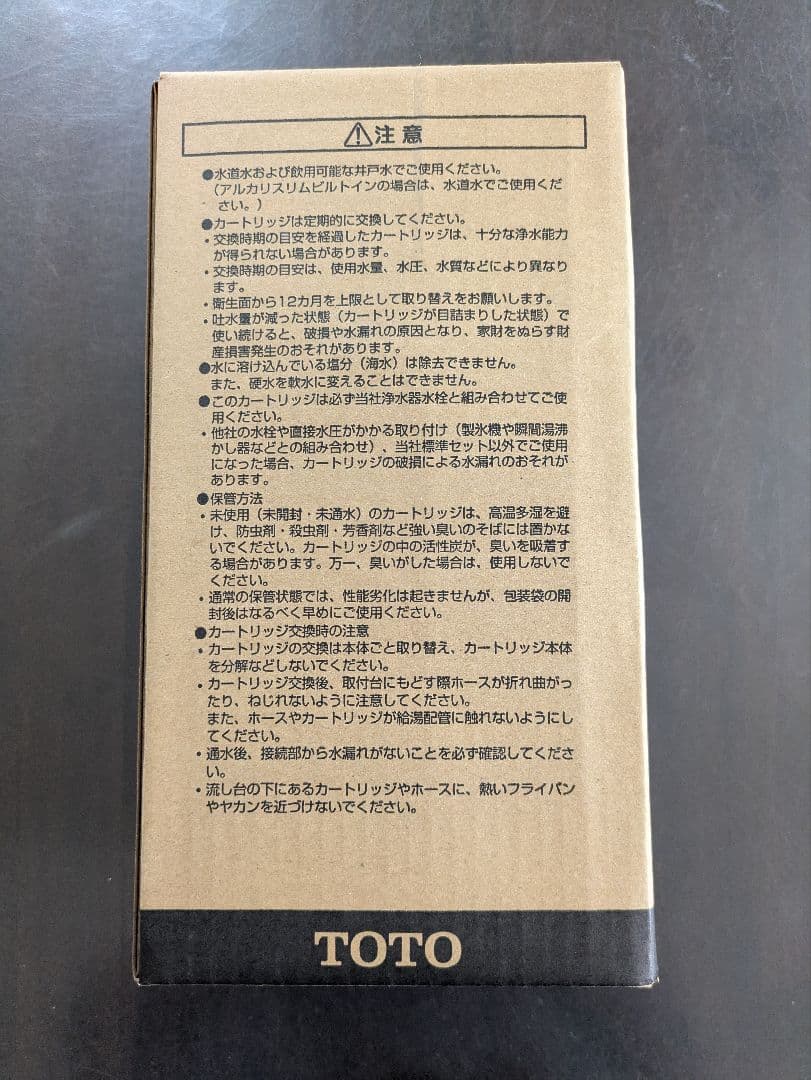 ⚠注意
●水道水および飲用可能な井戸水でご使用ください。
(アルカリスリムビルトインの場合は、水道水でご使用くだ
さい。)
●カートリッジは定期的に交換してください。
・交換時期の目安を経過したカートリッジは、十分な浄水能力
が得られない場合があります。
・交換時期の目安は、使用水量、水圧、水質などにより異なり
ます。
・衛生面から12カ月を上限として取り替えをお願いします。
・吐水量が減った状態(カートリッジが目詰まりした状態)で
使い続けると、破損や水漏れの原因となり、家財をぬらす財
産損害発生のおそれがあります。
●水に溶け込んでいる塩分(海水)は除去できません。
また、硬水を軟水に変えることはできません。
●このカートリッジは必ず当社浄水器水栓と組み合わせてご使
用ください。
・他社の水栓や直接水圧がかかる取り付け(製氷機や瞬間湯沸
かし器などとの組み合わせ)、当社標準セット以外でご使用
になった場合、カートリッジの破損による水漏れのおそれが
あります。
●保管方法
・未使用(未開封・未通水)のカートリッジは、高温多湿を避
け、防虫剤・殺虫剤・芳香剤など強い臭いのそばには置かな
いでください。カートリッジの中の活性炭が、臭いを吸着す
る場合があります。万一、臭いがした場合は、使用しないで
ください。
・通常の保管状態では、性能劣化は起きませんが、包装袋の開
封後はなるべく早めにご使用ください。
●カートリッジ交換時の注意
・カートリッジの交換は本体ごと取り替え、カートリッジ本体
を分解などしないでください。
・カートリッジ交換後、取付台にもどす際ホースが折れ曲がっ
たり、ねじれないように注意してください。
また、ホースやカートリッジが給湯配管に触れないようにし
てください。
・通水後、接続部から水漏れがないことを必ず確認してくださ
い。
・流し台の下にあるカートリッジやホースに、熱いフライパン
やヤカンを近づけないでください。
TOTO